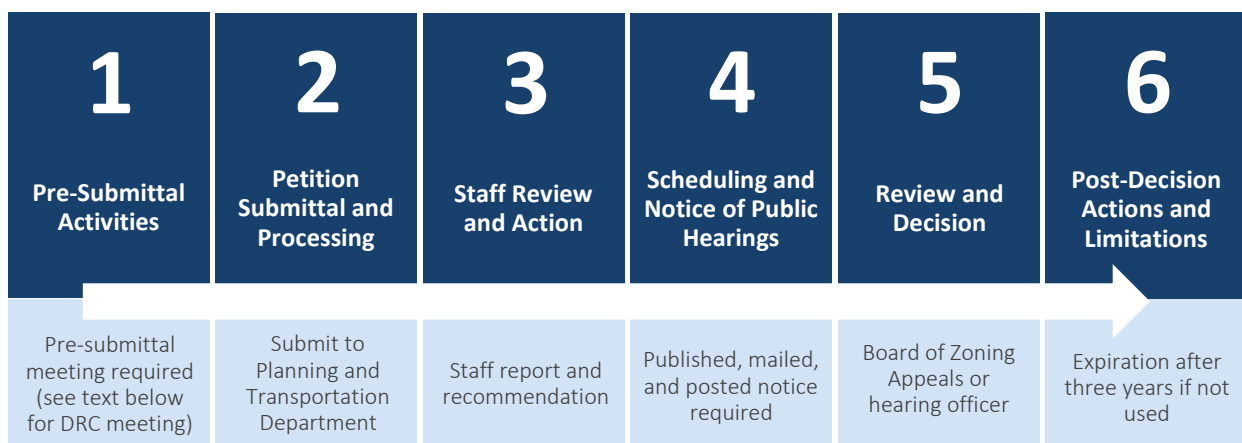 1
Pre-Submittal
Activities
Pre-submittal
meeting required
(see text below
for DRC meeting)
2
Petition
Submittal and
Processing
Submit to
Planning and
Transportation
Department
3
Staff Review
and Action
Staff report and
recommendation
4
Scheduling and
Notice of Public
Hearings
Published, mailed,
and posted notice
required
5
Review and
Decision
Board of Zoning
Appeals or
hearing officer
6
Post-Decision
Actions and
Limitations
Expiration after
three years if not
used